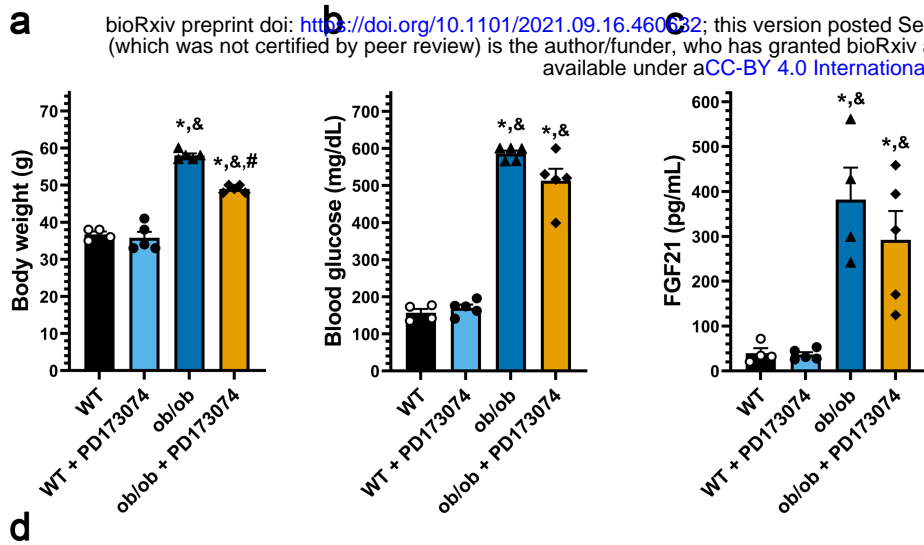 a b c
bioRxiv preprint doi: https://doi.org/10.1101/2021.09.16.460632; this version posted Se
(which was not certified by peer review) is the author/funder, who has granted bioRxiv a
available under aCC-BY 4.0 Internationa
Body weight (g)
70
60
50
40
30
20
10
0
*,&
*,&,#
WT
WT + PD173074
ob/ob
ob/ob + PD173074
Blood glucose (mg/dL)
700
600
500
400
300
200
100
0
*,&
*,&
WT
WT + PD173074
ob/ob
ob/ob + PD173074
FGF21 (pg/mL)
600
500
400
300
200
100
0
*,&
*,&
WT
WT + PD173074
ob/ob
ob/ob + PD173074
d